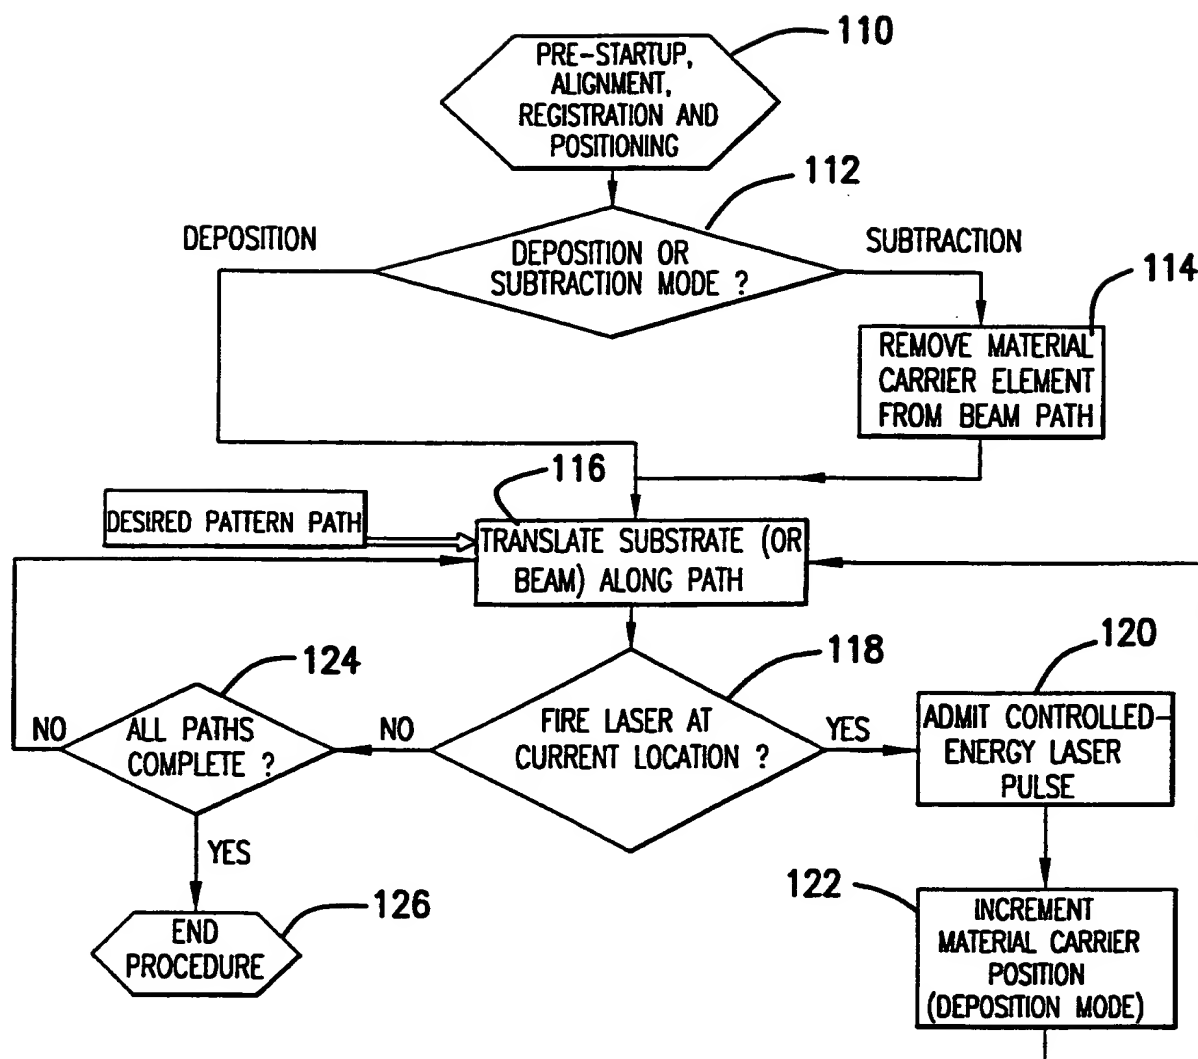 110
PRE-STARTUP,
ALIGNMENT,
REGISTRATION AND
POSITIONING
112
DEPOSITION
DEPOSITION OR
SUBTRACTION MODE ?
SUBTRACTION
114
REMOVE MATERIAL
CARRIER ELEMENT
FROM BEAM PATH
116
DESIRED PATTERN PATH
TRANSLATE SUBSTRATE (OR
BEAM) ALONG PATH
118
FIRE LASER AT
CURRENT LOCATION ?
YES
120
ADMIT CONTROLLED-
ENERGY LASER
PULSE
NO
124
ALL PATHS
COMPLETE ?
NO
YES
122
INCREMENT
MATERIAL CARRIER
POSITION
(DEPOSITION MODE)
126
END
PROCEDURE